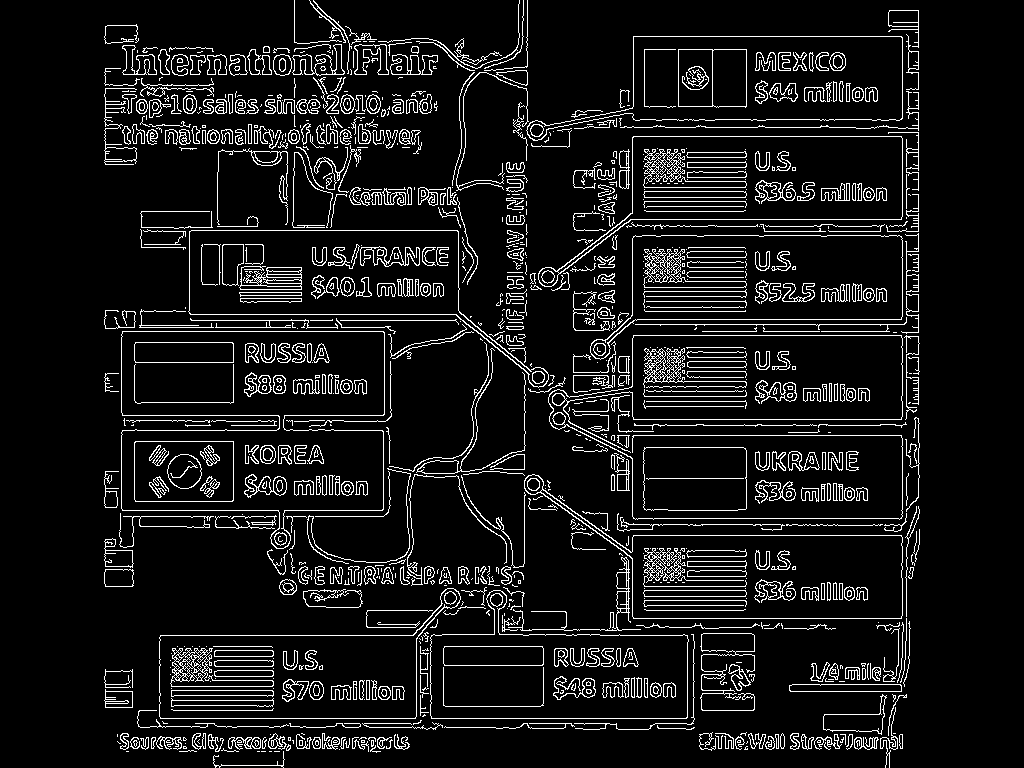 International Flair
Top 10 sales since 2010, and
the nationality of the buyer
Central Park
FIFTH AVENUE
PARK AVE.
MEXICO
$44 million
U.S.
$36.5 million
U.S.
$52.5 million
U.S./FRANCE
$40.1 million
RUSSIA
$88 million
U.S.
$48 million
KOREA
$40 million
UKRAINE
$36 million
U.S.
$36 million
CENTRAL PARK S.
U.S.
$70 million
RUSSIA
$48 million
1/4 mile
Sources: City records; broker reports
The Wall Street Journal